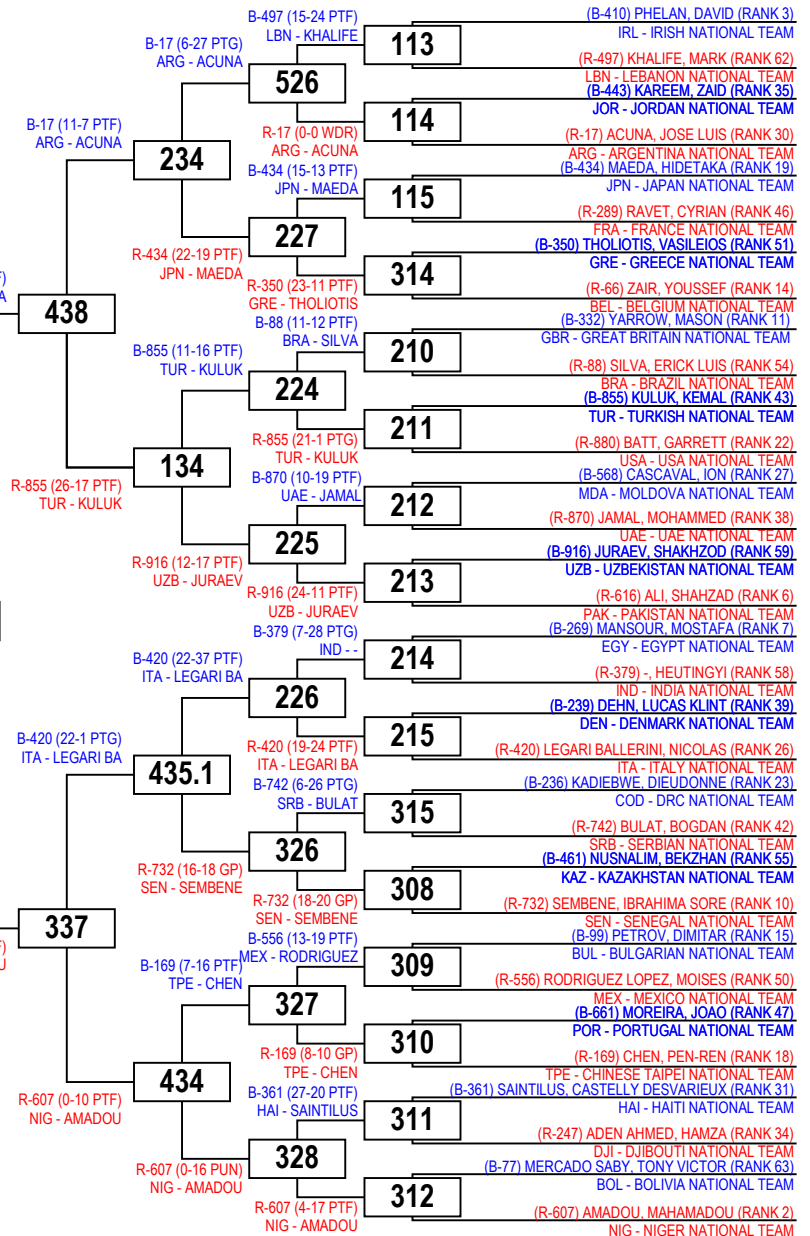 B-497 (15-24 PTF)
LBN - KHALIFE
(B-410) PHELAN, DAVID (RANK 3)
IRL - IRISH NATIONAL TEAM
113
B-17 (6-27 PTG)
ARG - ACUNA
(R-497) KHALIFE, MARK (RANK 62)
LBN - LEBANON NATIONAL TEAM
526
(B-443) KAREEM, ZAID (RANK 35)
JOR - JORDAN NATIONAL TEAM
114
B-17 (11-7 PTF)
ARG - ACUNA
R-17 (0-0 WDR)
ARG - ACUNA
(R-17) ACUNA, JOSE LUIS (RANK 30)
ARG - ARGENTINA NATIONAL TEAM
234
B-434 (15-13 PTF)
JPN - MAEDA
(B-434) MAEDA, HIDETAKA (RANK 19)
JPN - JAPAN NATIONAL TEAM
115
(R-289) RAVET, CYRIAN (RANK 46)
FRA - FRANCE NATIONAL TEAM
227
R-434 (22-19 PTF)
JPN - MAEDA
(B-350) THOLIOTIS, VASILEIOS (RANK 51)
GRE - GREECE NATIONAL TEAM
314
R-350 (23-11 PTF)
GRE - THOLIOTIS
(R-66) ZAIR, YOUSSEF (RANK 14)
BEL - BELGIUM NATIONAL TEAM
438
B-88 (11-12 PTF)
BRA - SILVA
(B-332) YARROW, MASON (RANK 11)
GBR - GREAT BRITAIN NATIONAL TEAM
210
B-855 (11-16 PTF)
TUR - KULUK
(R-88) SILVA, ERICK LUIS (RANK 54)
BRA - BRAZIL NATIONAL TEAM
224
(B-855) KULUK, KEMAL (RANK 43)
TUR - TURKISH NATIONAL TEAM
211
R-855 (21-1 PTG)
TUR - KULUK
(R-880) BATT, GARRETT (RANK 22)
USA - USA NATIONAL TEAM
134
R-855 (26-17 PTF)
TUR - KULUK
B-870 (10-19 PTF)
UAE - JAMAL
(B-568) CASCAVAL, ION (RANK 27)
MDA - MOLDOVA NATIONAL TEAM
212
(R-870) JAMAL, MOHAMMED (RANK 38)
UAE - UAE NATIONAL TEAM
225
R-916 (12-17 PTF)
UZB - JURAEV
(B-916) JURAEV, SHAKHZOD (RANK 59)
UZB - UZBEKISTAN NATIONAL TEAM
213
R-916 (24-11 PTF)
UZB - JURAEV
(R-616) ALI, SHAHZAD (RANK 6)
PAK - PAKISTAN NATIONAL TEAM
B-379 (7-28 PTG)
IND - -
(B-269) MANSOUR, MOSTAFA (RANK 7)
EGY - EGYPT NATIONAL TEAM
214
B-420 (22-37 PTF)
ITA - LEGARI BA
(R-379) -, HEUTINGYI (RANK 58)
IND - INDIA NATIONAL TEAM
226
(B-239) DEHN, LUCAS KLINT (RANK 39)
DEN - DENMARK NATIONAL TEAM
215
B-420 (22-1 PTG)
ITA - LEGARI BA
R-420 (19-24 PTF)
ITA - LEGARI BA
(R-420) LEGARI BALLERINI, NICOLAS (RANK 26)
ITA - ITALY NATIONAL TEAM
435.1
B-742 (6-26 PTG)
SRB - BULAT
(B-236) KADIEBWE, DIEUDONNE (RANK 23)
COD - DRC NATIONAL TEAM
315
(R-742) BULAT, BOGDAN (RANK 42)
SRB - SERBIAN NATIONAL TEAM
326
R-732 (16-18 GP)
SEN - SEMBENE
(B-461) NUSNALIM, BEKZHAN (RANK 55)
KAZ - KAZAKHSTAN NATIONAL TEAM
308
R-732 (18-20 GP)
SEN - SEMBENE
(R-732) SEMBENE, IBRAHIMA SORE (RANK 10)
SEN - SENEGAL NATIONAL TEAM
337
B-556 (13-19 PTF)
MEX - RODRIGUEZ
(B-99) PETROV, DIMITAR (RANK 15)
BUL - BULGARIAN NATIONAL TEAM
309
B-169 (7-16 PTF)
TPE - CHEN
(R-556) RODRIGUEZ LOPEZ, MOISES (RANK 50)
MEX - MEXICO NATIONAL TEAM
327
(B-661) MOREIRA, JOAO (RANK 47)
POR - PORTUGAL NATIONAL TEAM
310
R-169 (8-10 GP)
TPE - CHEN
(R-169) CHEN, PEN-REN (RANK 18)
TPE - CHINESE TAIPEI NATIONAL TEAM
434
R-607 (0-10 PTF)
NIG - AMADOU
B-361 (27-20 PTF)
HAI - SAINTILUS
(B-361) SAINTILUS, CASTELLY DESVARIEUX (RANK 31)
HAI - HAITI NATIONAL TEAM
311
(R-247) ADEN AHMED, HAMZA (RANK 34)
DJI - DJIBOUTI NATIONAL TEAM
328
R-607 (0-16 PUN)
NIG - AMADOU
(B-77) MERCADO SABY, TONY VICTOR (RANK 63)
BOL - BOLIVIA NATIONAL TEAM
312
R-607 (4-17 PTF)
NIG - AMADOU
(R-607) AMADOU, MAHAMADOU (RANK 2)
NIG - NIGER NATIONAL TEAM